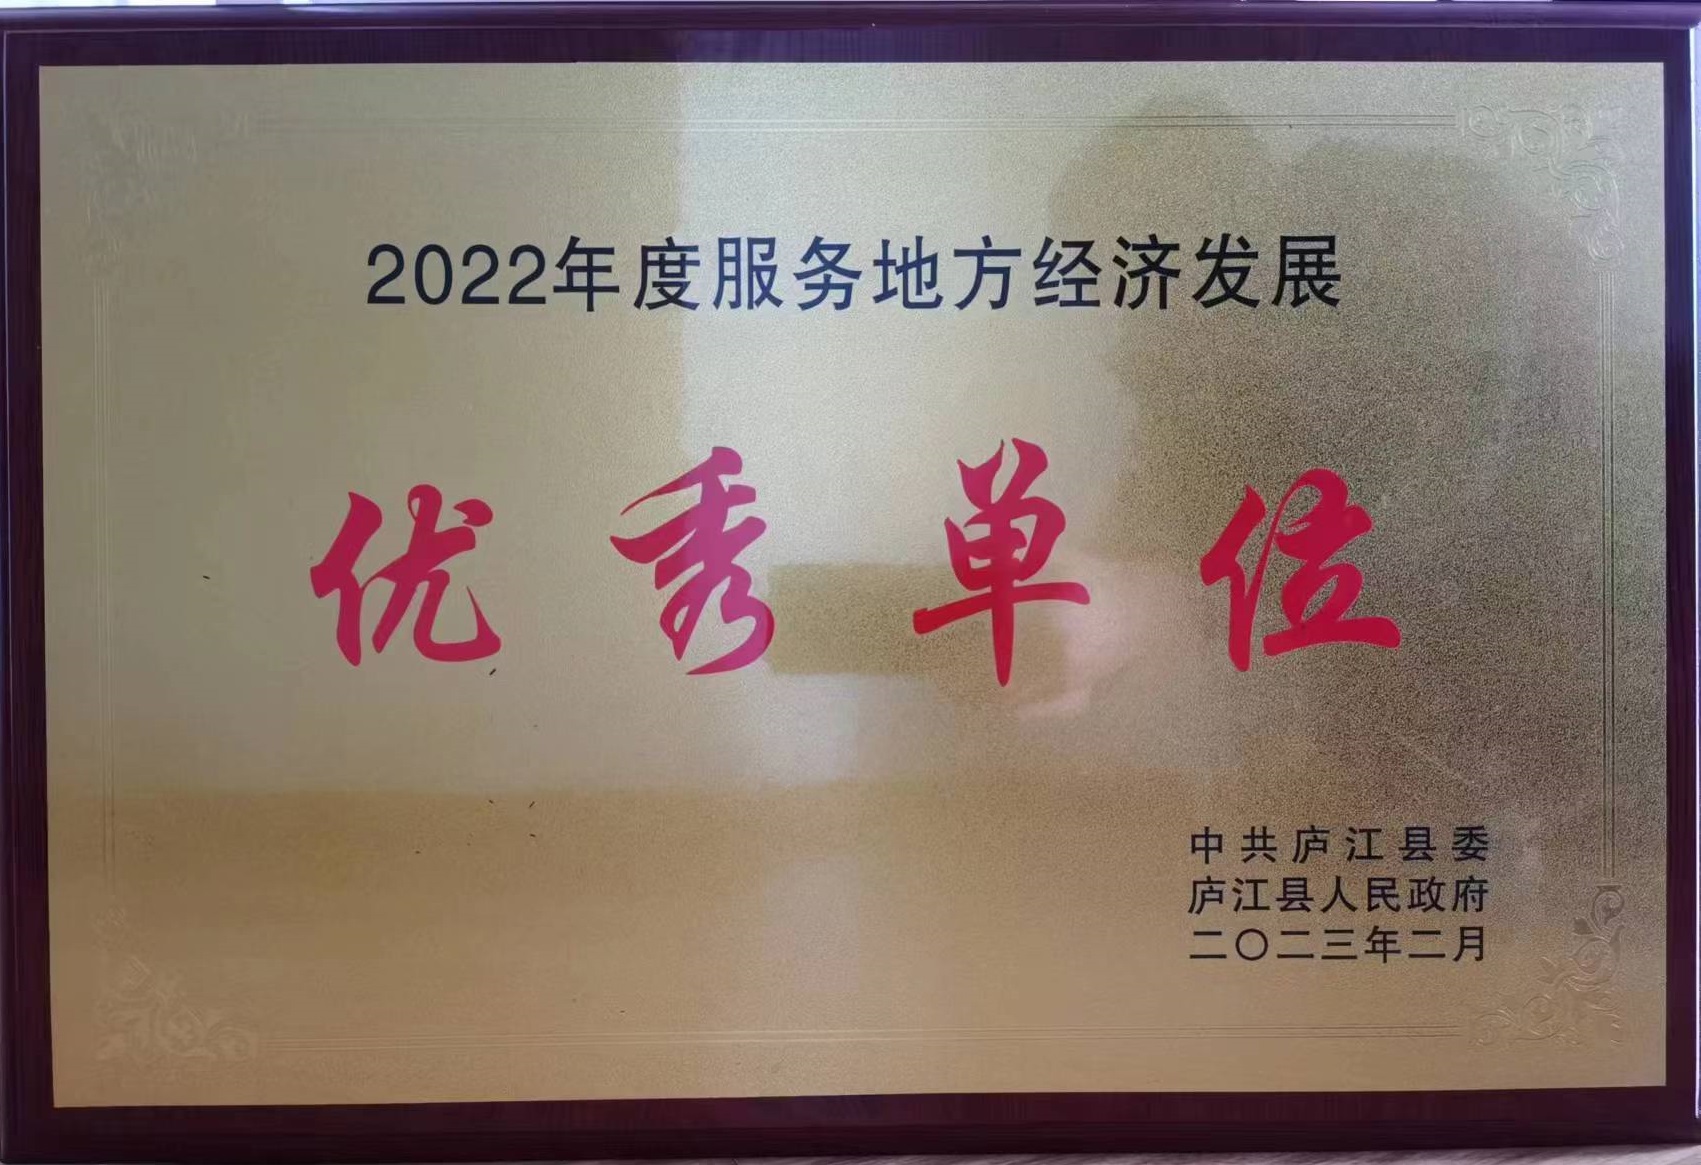 2022年度服务地方经济发展
优秀单位
中共庐江县委
庐江县人民政府
二〇二三年二月